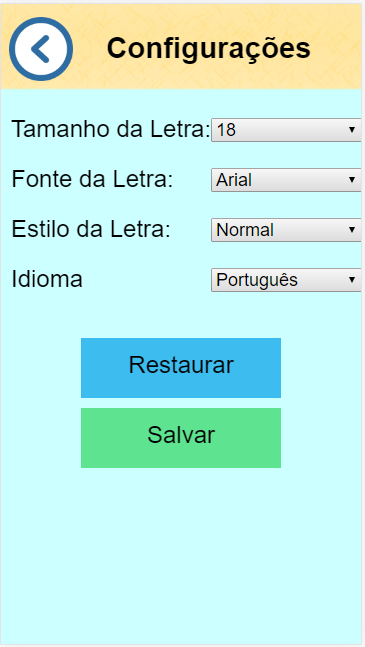 Configurações
Tamanho da Letra: 18
Fonte da Letra: Arial
Estilo da Letra: Normal
Idioma Português
Restaurar
Salvar